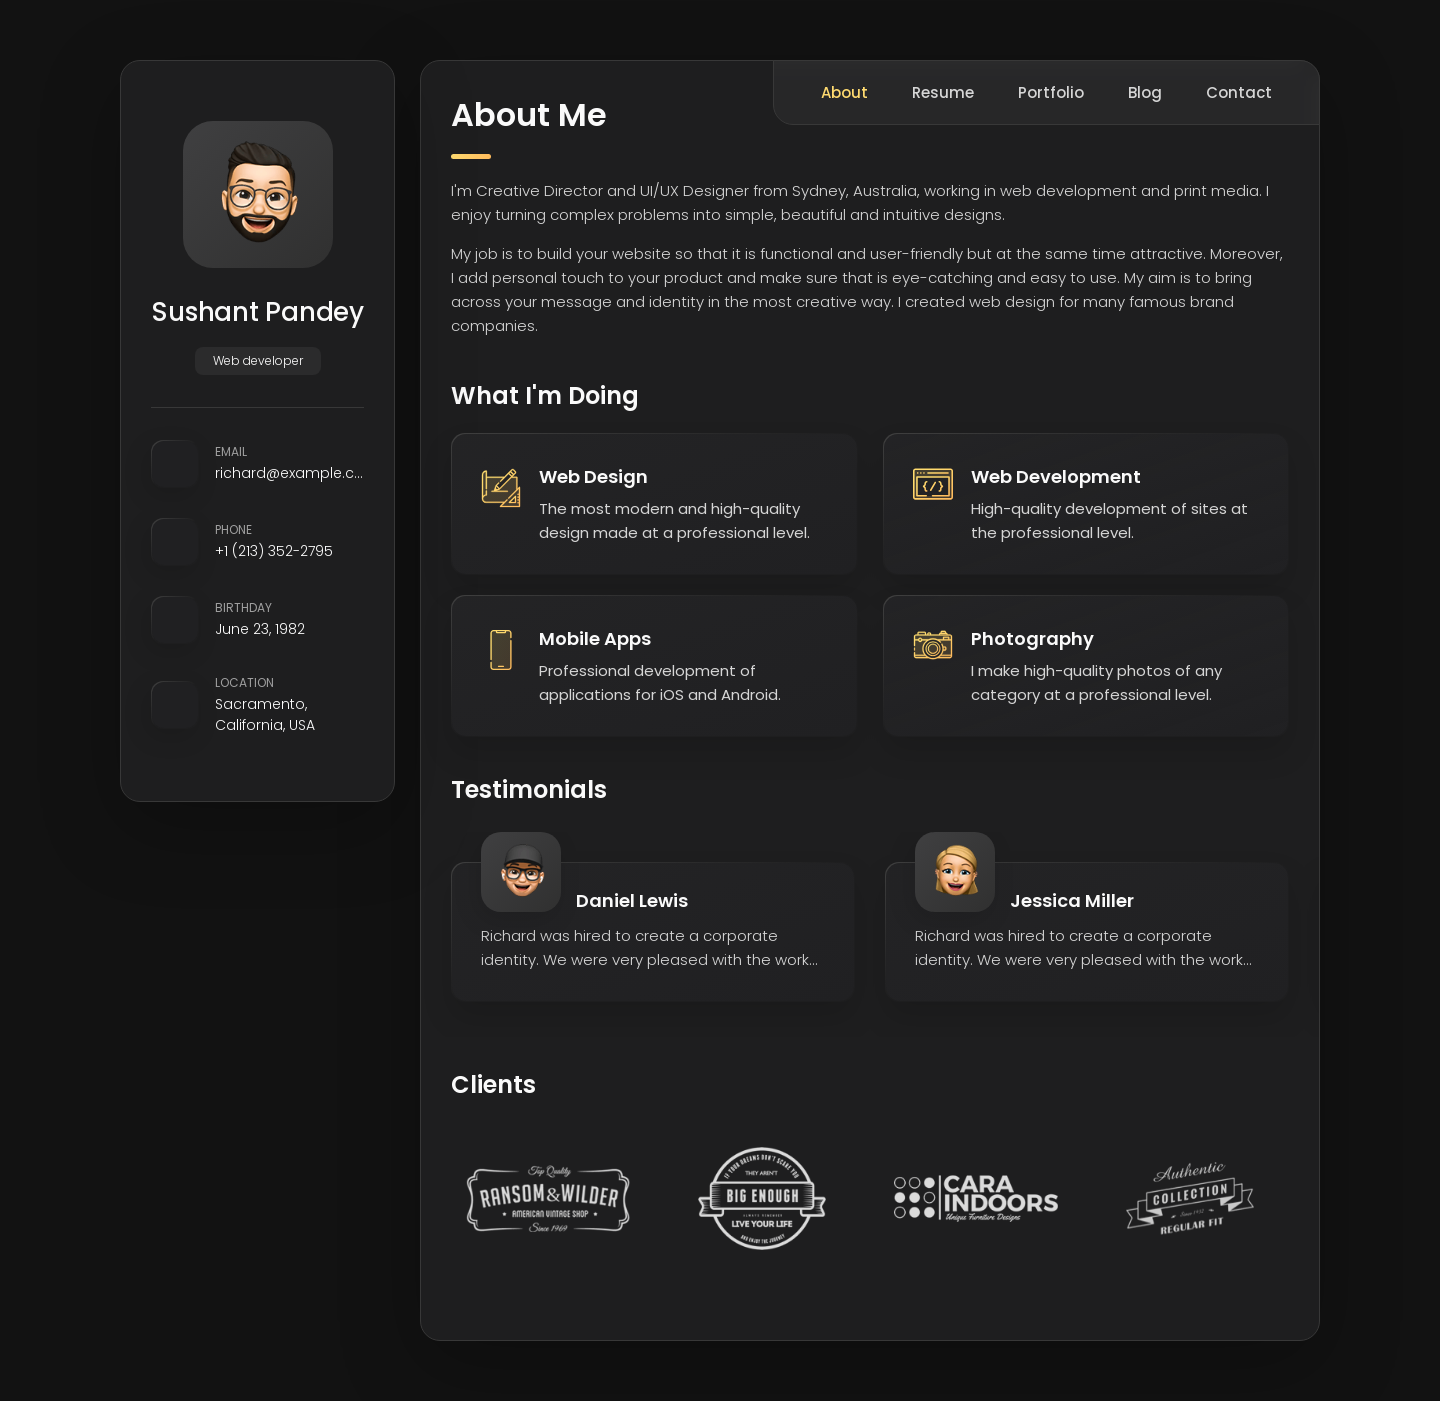 Sushant Pandey
Web developer
EMAIL
richard@example.c...
PHONE
+1 (213) 352-2795
BIRTHDAY
June 23, 1982
LOCATION
Sacramento,
California, USA
About Resume Portfolio Blog Contact
About Me
I'm Creative Director and UI/UX Designer from Sydney, Australia, working in web development and print media. I
enjoy turning complex problems into simple, beautiful and intuitive designs.
My job is to build your website so that it is functional and user-friendly but at the same time attractive. Moreover,
I add personal touch to your product and make sure that is eye-catching and easy to use. My aim is to bring
across your message and identity in the most creative way. I created web design for many famous brand
companies.
What I'm Doing
Web Design
The most modern and high-quality
design made at a professional level.
Web Development
High-quality development of sites at
the professional level.
Mobile Apps
Professional development of
applications for iOS and Android.
Photography
I make high-quality photos of any
category at a professional level.
Testimonials
Daniel Lewis
Richard was hired to create a corporate
identity. We were very pleased with the work...
Jessica Miller
Richard was hired to create a corporate
identity. We were very pleased with the work...
Clients
Top Quality
RANSOM&WILDER
AMERICAN VINTAGE SHOP
Since 1969
IF YOUR DREAMS DON'T SCARE YOU
THEY AREN'T
BIG ENOUGH
ALWAYS REMEMBER
LIVE YOUR LIFE
AND ENJOY THE JOURNEY
CARA
INDOORS
Unique Furniture Designs
Authentic
COLLECTION
REGULAR FIT